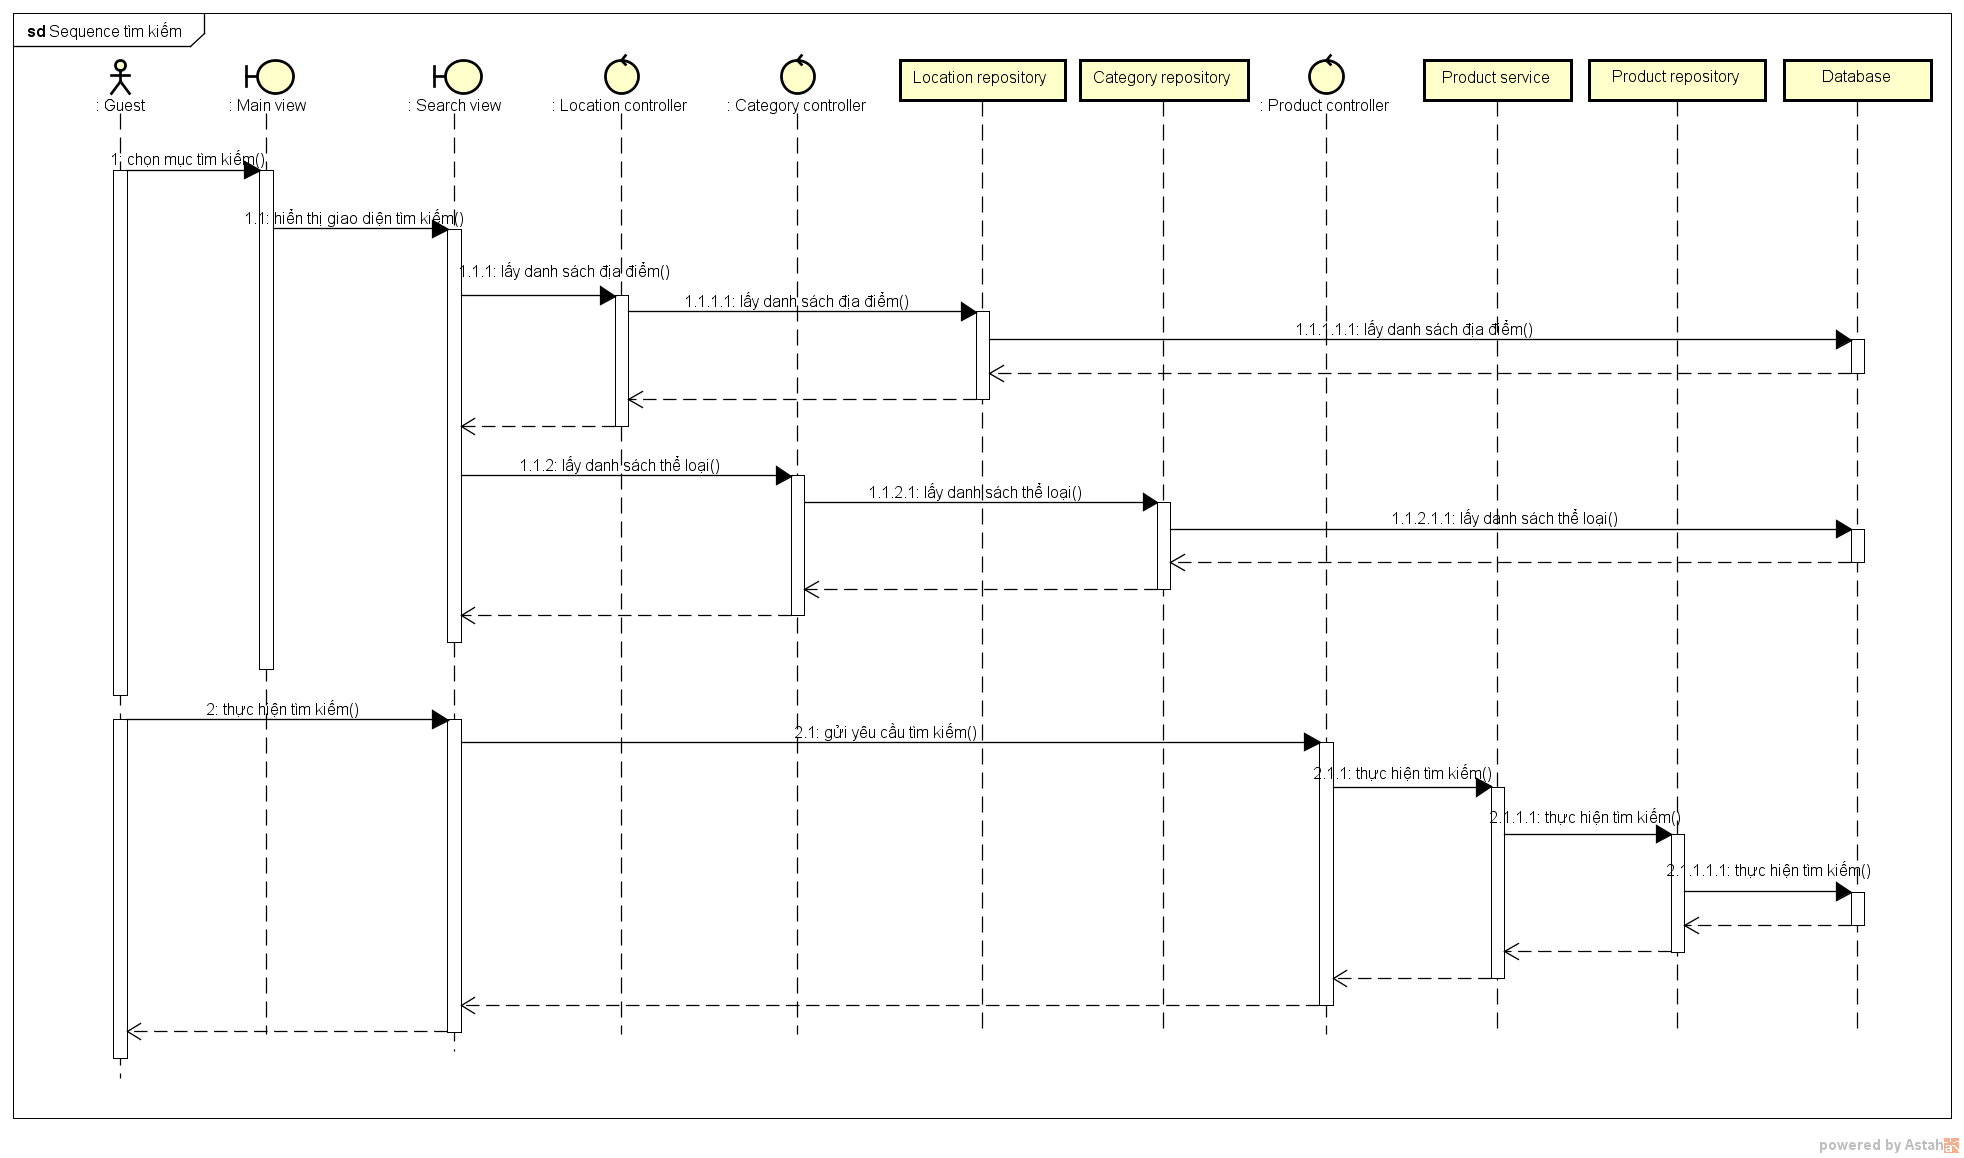 sd Sequence tìm kiếm
: Guest
: Main view
: Search view
: Location controller
: Category controller
Location repository
Category repository
: Product controller
Product service
Product repository
Database
1: chọn mục tìm kiếm()
1.1: hiển thị giao diện tìm kiếm()
1.1.1: lấy danh sách địa điểm()
1.1.1.1: lấy danh sách địa điểm()
1.1.1.1.1: lấy danh sách địa điểm()
1.1.2: lấy danh sách thể loại()
1.1.2.1: lấy danh sách thể loại()
1.1.2.1.1: lấy danh sách thể loại()
2: thực hiện tìm kiếm()
2.1: gửi yêu cầu tìm kiếm()
2.1.1: thực hiện tìm kiếm()
2.1.1.1: thực hiện tìm kiếm()
2.1.1.1.1: thực hiện tìm kiếm()
powered by Astah